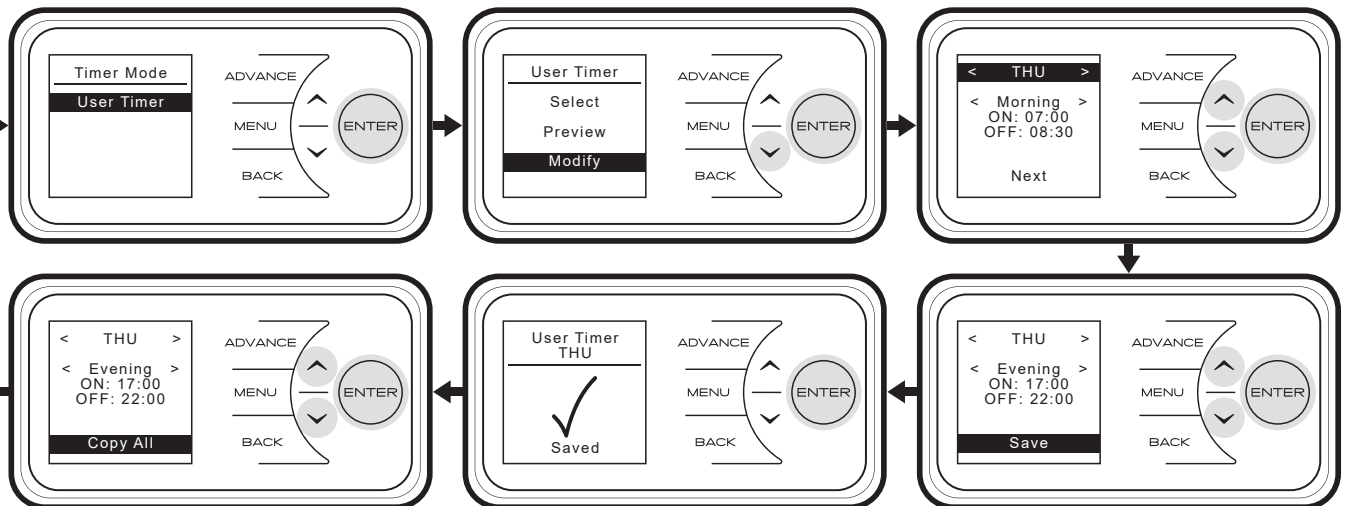 Timer Mode
User Timer
ADVANCE
MENU
BACK
ENTER
User Timer
Select
Preview
Modify
ADVANCE
MENU
BACK
ENTER
< THU >
< Morning >
ON: 07:00
OFF: 08:30
Next
ADVANCE
MENU
BACK
ENTER
< THU >
< Evening >
ON: 17:00
OFF: 22:00
Copy All
ADVANCE
MENU
BACK
ENTER
User Timer
THU
Saved
ADVANCE
MENU
BACK
ENTER
< THU >
< Evening >
ON: 17:00
OFF: 22:00
Save
ADVANCE
MENU
BACK
ENTER